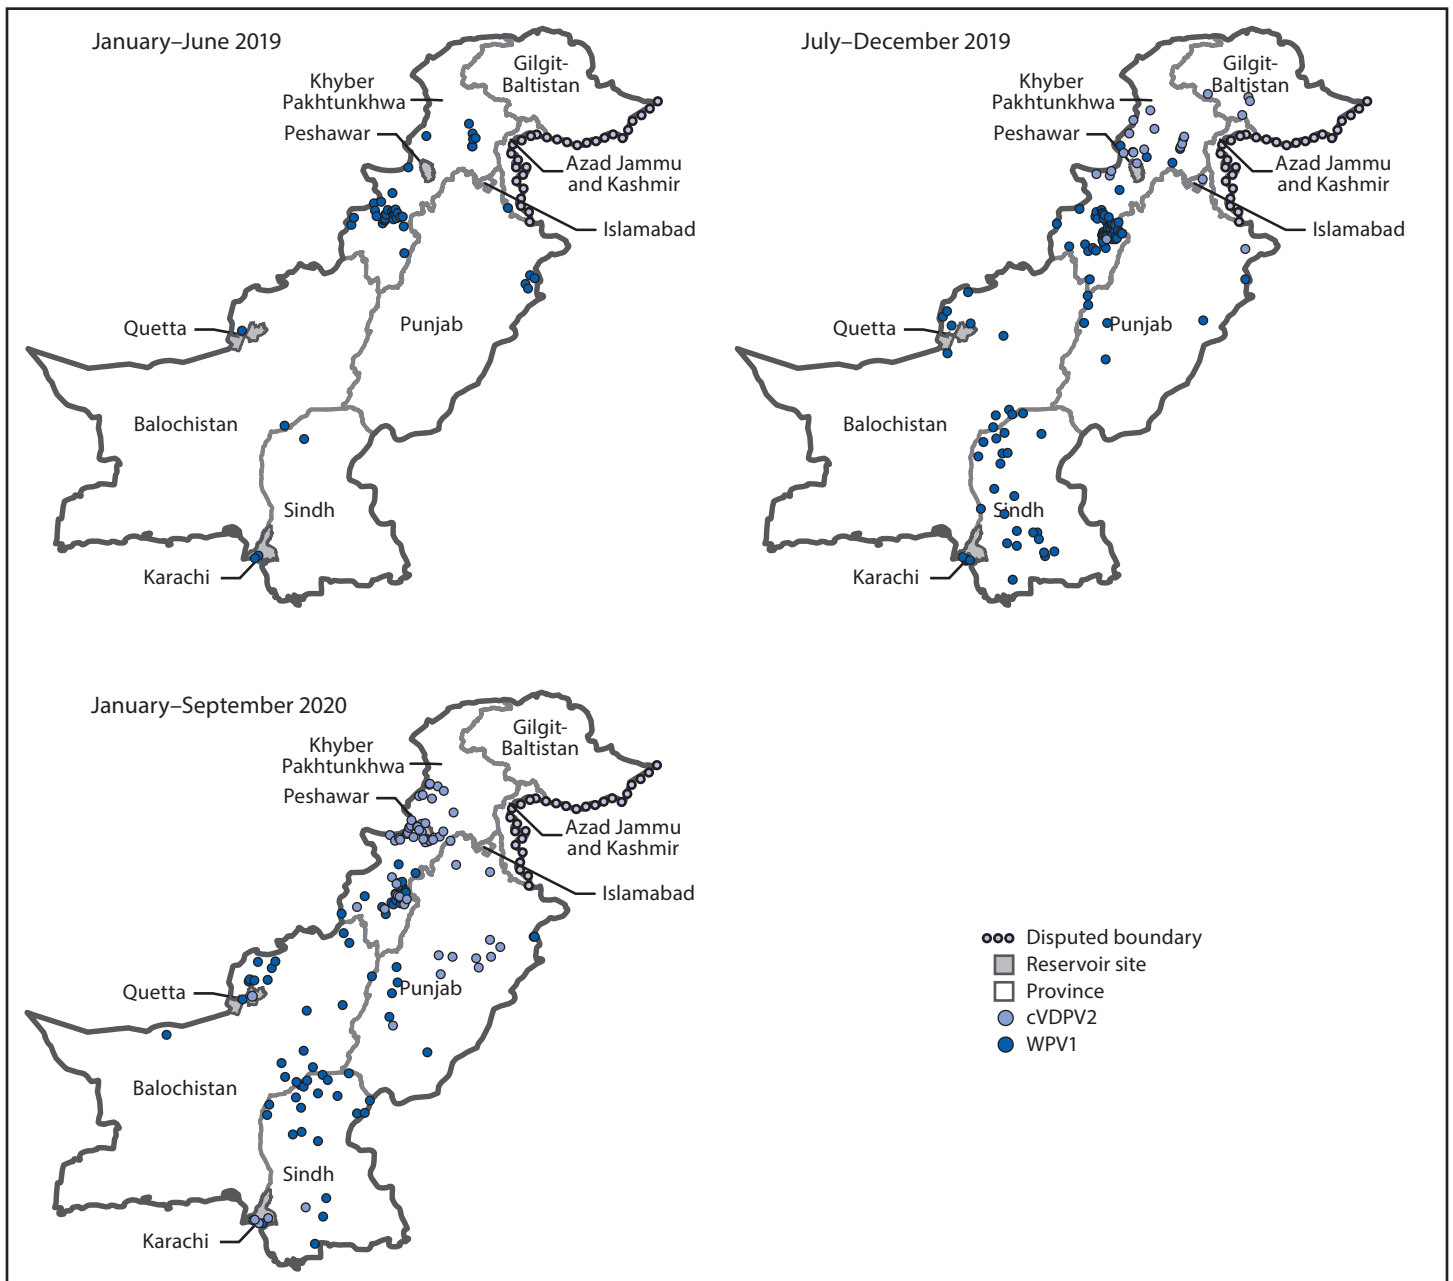 January–June 2019
Gilgit-
Baltistan
Khyber
Pakhtunkhwa
Peshawar
Azad Jammu
and Kashmir
Islamabad
Quetta
Punjab
Balochistan
Sindh
Karachi
July–December 2019
Gilgit-
Baltistan
Khyber
Pakhtunkhwa
Peshawar
Azad Jammu
and Kashmir
Islamabad
Quetta
Punjab
Balochistan
Sindh
Karachi
January–September 2020
Gilgit-
Baltistan
Khyber
Pakhtunkhwa
Peshawar
Azad Jammu
and Kashmir
Islamabad
Quetta
Punjab
Balochistan
Sindh
Karachi
Disputed boundary
Reservoir site
Province
cVDPV2
WPV1